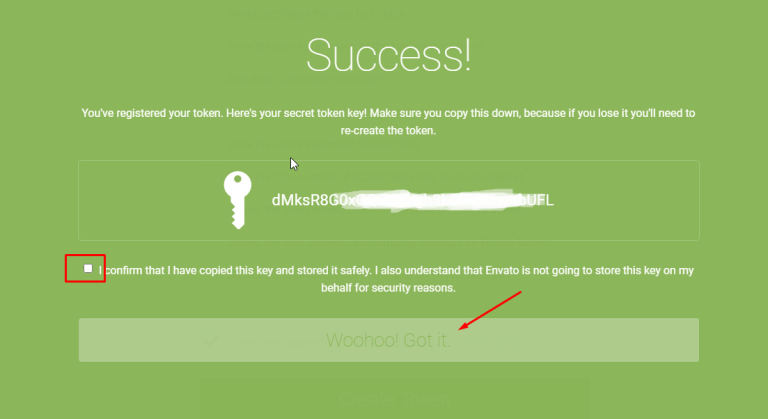 Success!
You've registered your token. Here's your secret token key! Make sure you copy this down, because if you lose it you'll need to
re-create the token.
dMksR8G0x UFL
I confirm that I have copied this key and stored it safely. I also understand that Envato is not going to store this key on my
behalf for security reasons.
Woohoo! Got it.